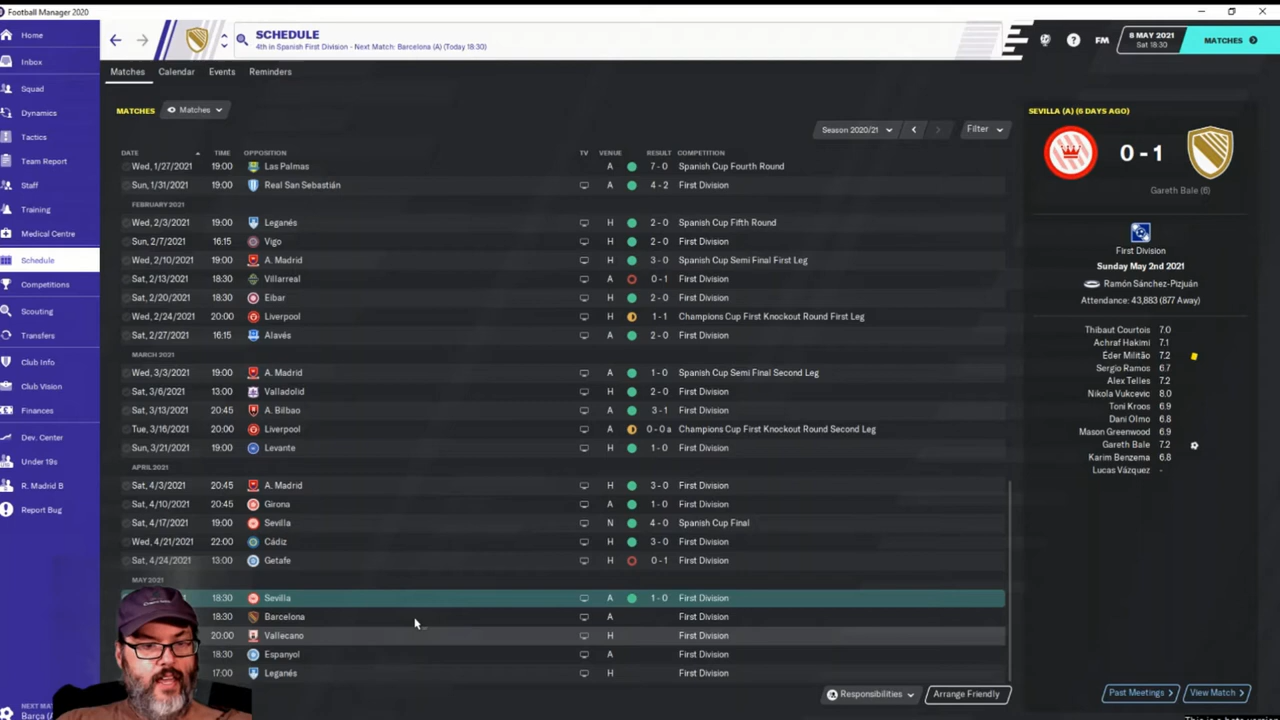 Football Manager 2020
Home
Inbox
Squad
Dynamics
Tactics
Team Report
Staff
Training
Medical Centre
Schedule
Competitions
Scouting
Transfers
Club Info
Club Vision
Finances
Dev. Center
Under 19s
R. Madrid B
Report Bug
NEXT MA
Barça (A
SCHEDULE
4th in Spanish First Division - Next Match: Barcelona (A) (Today 18:30)
FM
8 MAY 2021
Sat 18:30
MATCHES
Matches Calendar Events Reminders
MATCHES Matches
Season 2020/21 Filter
DATE TIME OPPOSITION TV VENUE RESULT COMPETITION
Wed, 1/27/2021 19:00 Las Palmas A 7-0 Spanish Cup Fourth Round
Sun, 1/31/2021 19:00 Real San Sebastián A 4-2 First Division
FEBRUARY 2021
Wed, 2/3/2021 19:00 Leganés H 2-0 Spanish Cup Fifth Round
Sun, 2/7/2021 16:15 Vigo H 2-0 First Division
Wed, 2/10/2021 19:00 A. Madrid H 3-0 Spanish Cup Semi Final First Leg
Sat, 2/13/2021 18:30 Villarreal A 0-1 First Division
Sat, 2/20/2021 18:30 Eibar H 2-0 First Division
Wed, 2/24/2021 20:00 Liverpool H 1-1 Champions Cup First Knockout Round First Leg
Sat, 2/27/2021 16:15 Alavés A 2-0 First Division
MARCH 2021
Wed, 3/3/2021 19:00 A. Madrid A 1-0 Spanish Cup Semi Final Second Leg
Sat, 3/6/2021 13:00 Valladolid H 2-0 First Division
Sat, 3/13/2021 20:45 A. Bilbao A 3-1 First Division
Tue, 3/16/2021 20:00 Liverpool A 0-0 a Champions Cup First Knockout Round Second Leg
Sun, 3/21/2021 19:00 Levante H 1-0 First Division
APRIL 2021
Sat, 4/3/2021 20:45 A. Madrid H 3-0 First Division
Sat, 4/10/2021 20:45 Girona A 1-0 First Division
Sat, 4/17/2021 19:00 Sevilla N 4-0 Spanish Cup Final
Wed, 4/21/2021 22:00 Cádiz H 3-0 First Division
Sat, 4/24/2021 13:00 Getafe H 0-1 First Division
MAY 2021
18:30 Sevilla A 1-0 First Division
18:30 Barcelona A First Division
20:00 Vallecano H First Division
18:30 Espanyol A First Division
17:00 Leganés H First Division
Responsibilities Arrange Friendly
SEVILLA (A) (6 DAYS AGO)
0-1
Gareth Bale (6)
First Division
Sunday May 2nd 2021
Ramón Sánchez-Pizjuán
Attendance: 43,883 (877 Away)
Thibaut Courtois 7.0
Achraf Hakimi 7.1
Éder Militão 7.2
Sergio Ramos 6.7
Alex Telles 7.2
Nikola Vukcevic 8.0
Toni Kroos 6.9
Dani Olmo 6.8
Mason Greenwood 6.9
Gareth Bale 7.2
Karim Benzema 6.8
Lucas Vázquez -
Past Meetings View Match